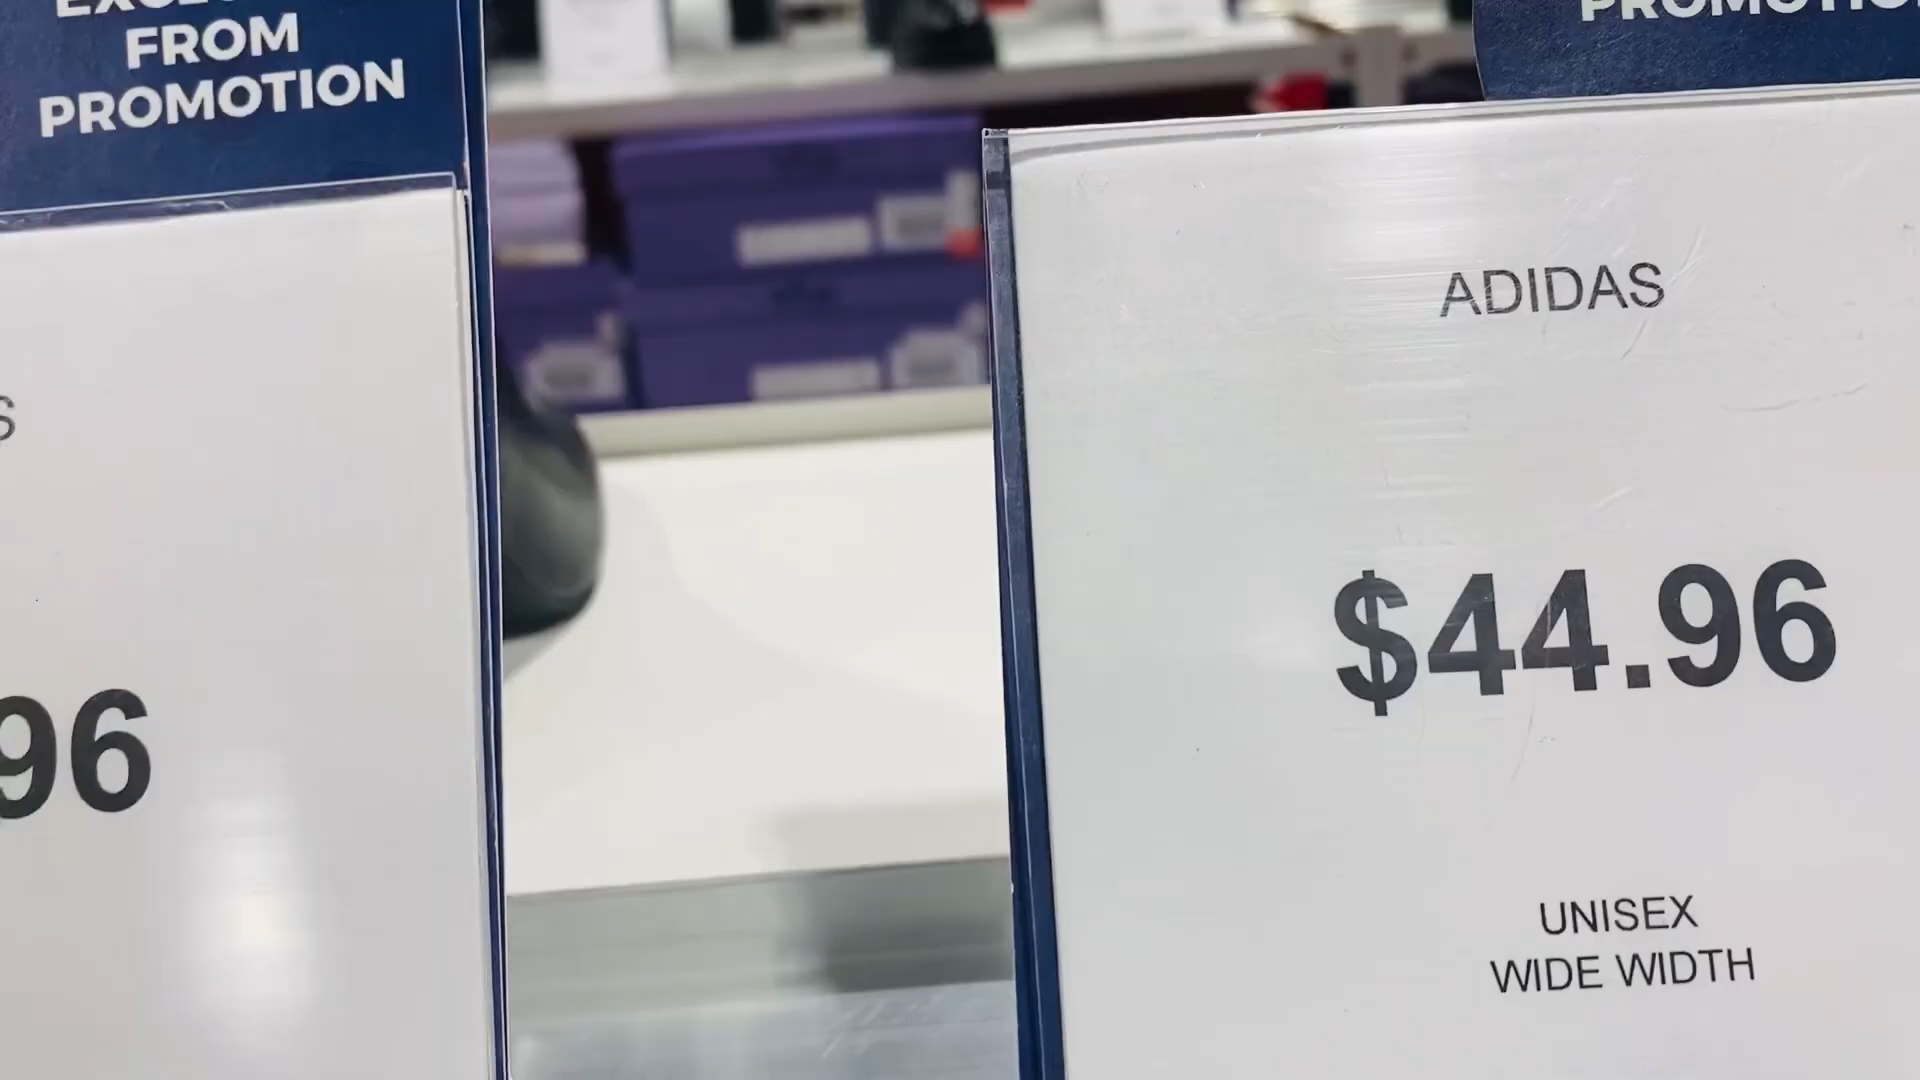 FROM
PROMOTION
96
ADIDAS
$44.96
UNISEX
WIDE WIDTH